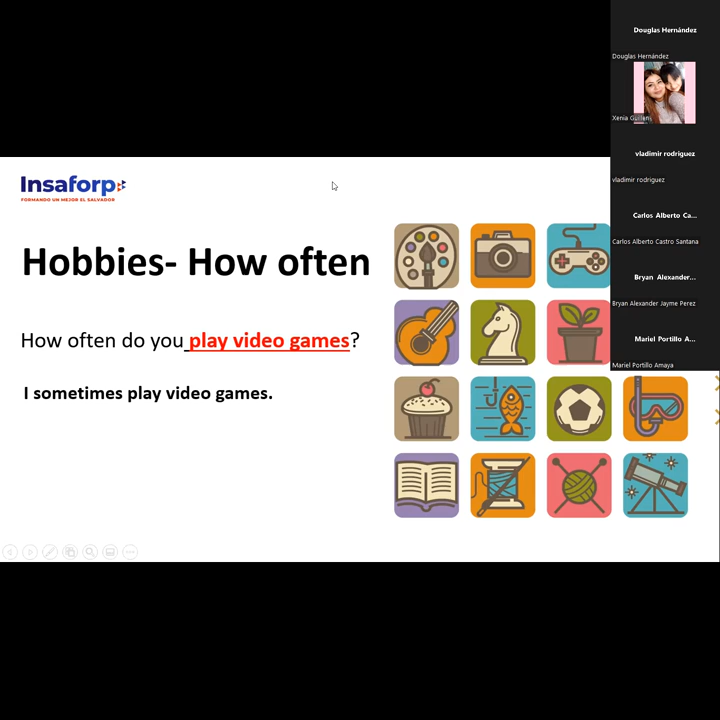 Insaforp
FORMANDO UN MEJOR EL SALVADOR
Hobbies- How often
How often do you play video games?
I sometimes play video games.
Douglas Hernández
Douglas Hernández
Xenia Guillen
vladimir rodriguez
vladimir rodriguez
Carlos Alberto Ca...
Carlos Alberto Castro Santana
Bryan Alexander...
Bryan Alexander Jayme Perez
Mariel Portillo A...
Mariel Portillo Amaya